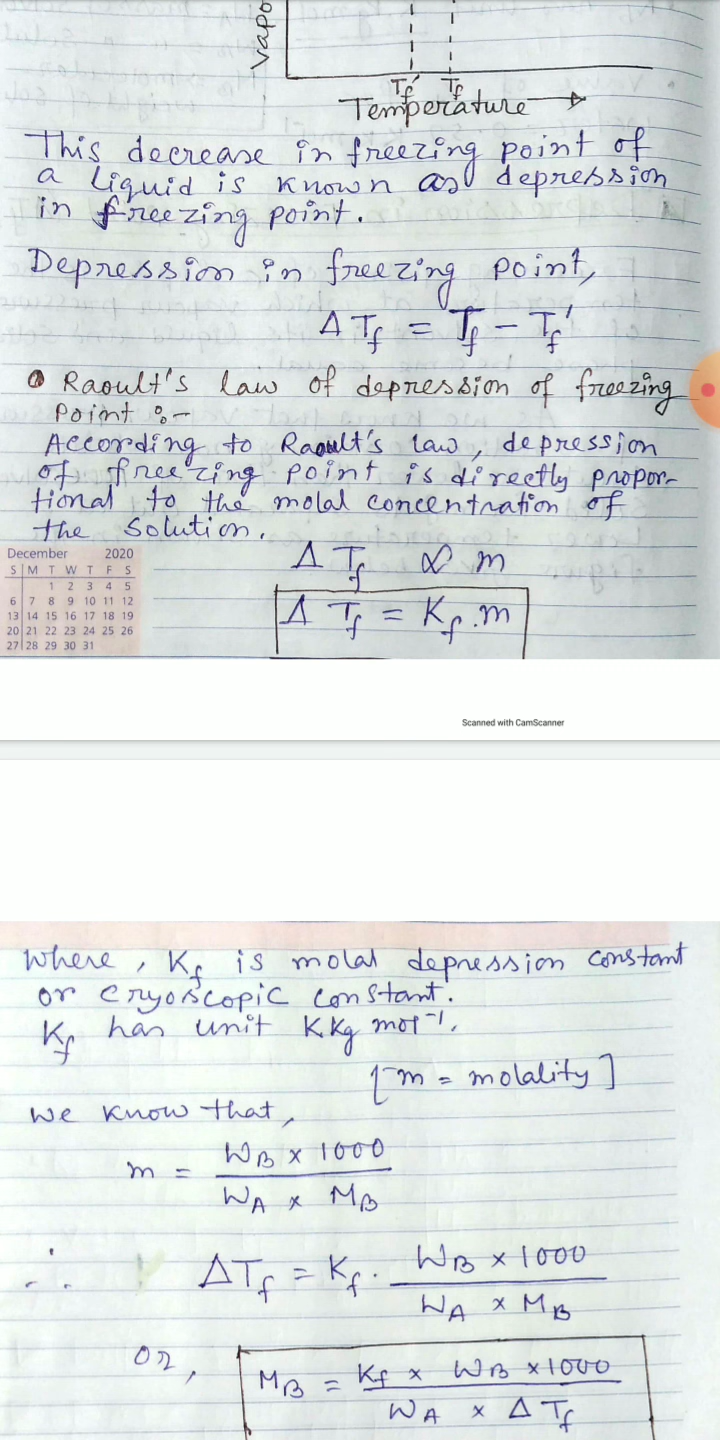 vapo
Tf' Tf
Temperature
This decrease in freezing point of
a liquid is known as depression
in freezing point.
Depression in freezing point,
Δ Tf = Tf - Tf'
Raoult's law of depression of freezing
Point :-
According to Raoult's law, depression
of freezing point is directly propor-
tional to the molal concentration of
the solution.
December 2020
S M T W T F S
1 2 3 4 5
6 7 8 9 10 11 12
13 14 15 16 17 18 19
20 21 22 23 24 25 26
27 28 29 30 31
Δ Tf ∝ m
Δ Tf = Kf . m
Scanned with CamScanner
Where, Kf is molal depression constant
or cryoscopic constant.
Kf has unit K Kg mol⁻¹.
[m = molality]
We know that,
m = WB x 1000 / WA x MB
∴ ΔTf = Kf . WB x 1000 / WA x MB
or, MB = Kf x WB x 1000 / WA x Δ Tf